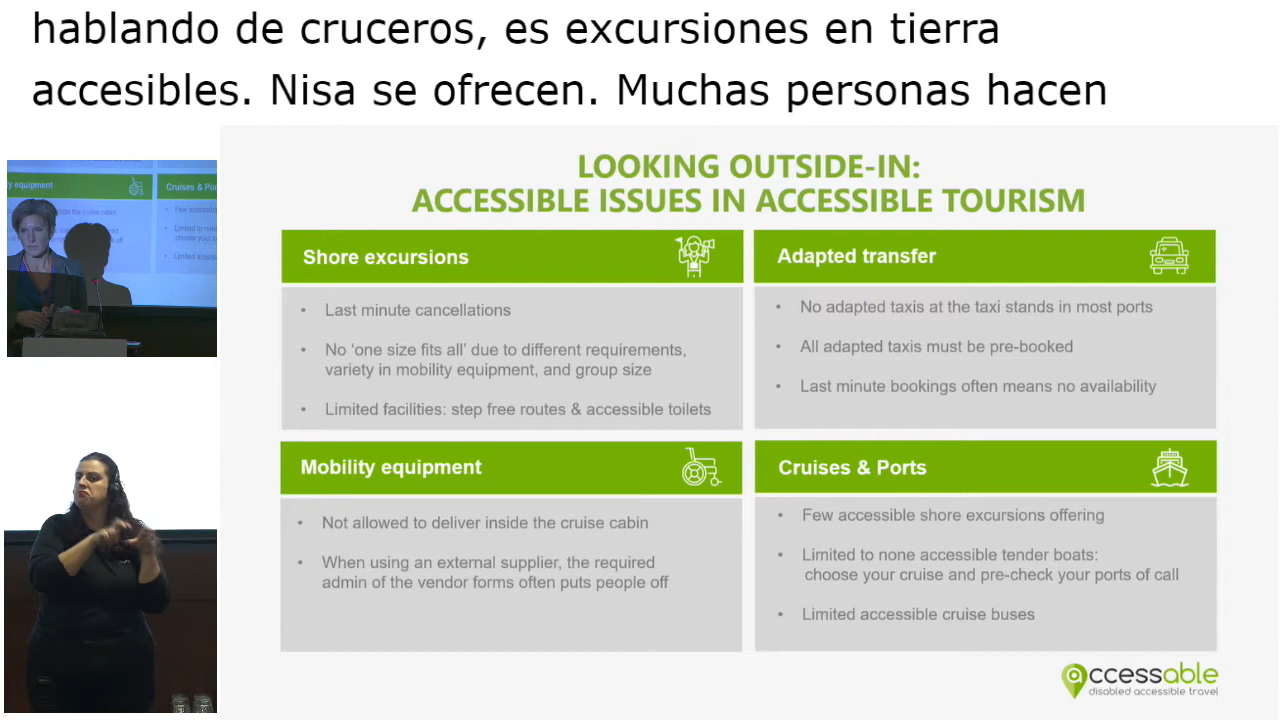 hablando de cruceros, es excursiones en tierra
accesibles. Nisa se ofrecen. Muchas personas hacen
LOOKING OUTSIDE-IN:
ACCESSIBLE ISSUES IN ACCESSIBLE TOURISM
Shore excursions
• Last minute cancellations
• No ‘one size fits all’ due to different requirements,
variety in mobility equipment, and group size
• Limited facilities: step free routes & accessible toilets
Adapted transfer
• No adapted taxis at the taxi stands in most ports
• All adapted taxis must be pre-booked
• Last minute bookings often means no availability
Mobility equipment
• Not allowed to deliver inside the cruise cabin
• When using an external supplier, the required
admin of the vendor forms often puts people off
Cruises & Ports
• Few accessible shore excursions offering
• Limited to none accessible tender boats:
choose your cruise and pre-check your ports of call
• Limited accessible cruise buses
accessable
disabled accessible travel
equipment
Cruises & Ports